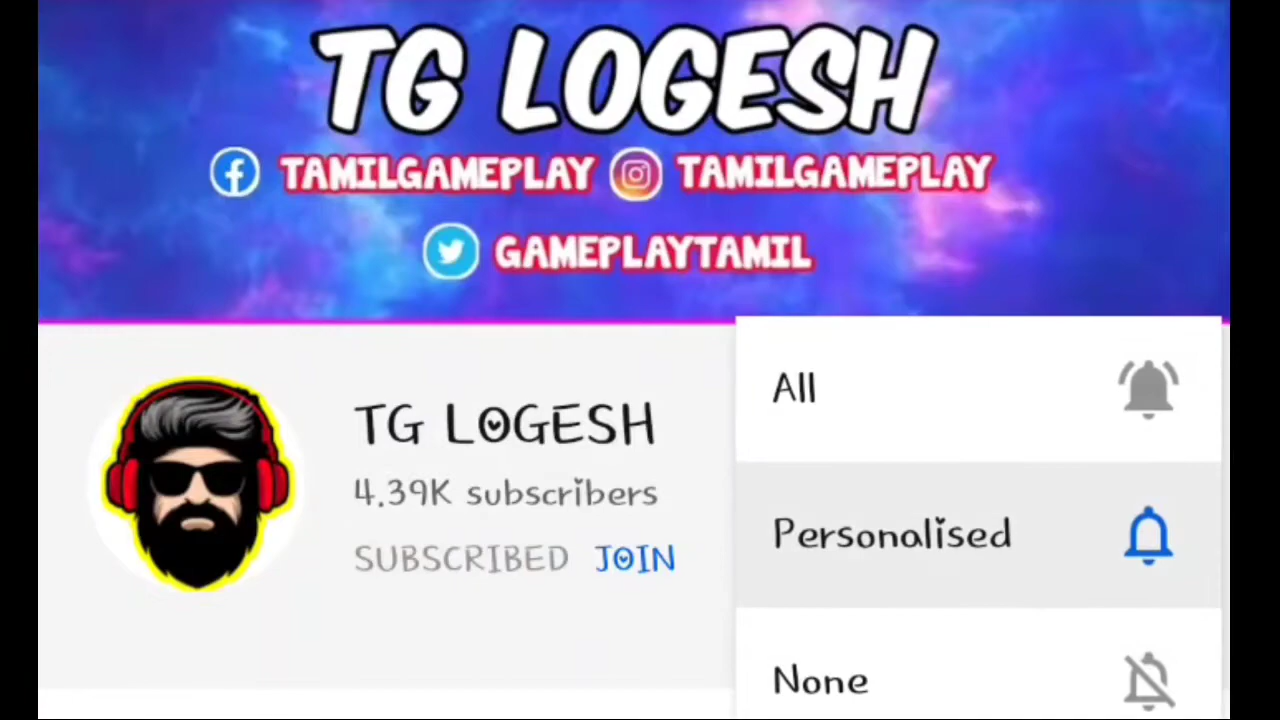 TG LOGESH
TAMILGAMEPLAY TAMILGAMEPLAY
GAMEPLAYTAMIL
TG LOGESH
4.39K subscribers
SUBSCRIBED JOIN
All
Personalised
None